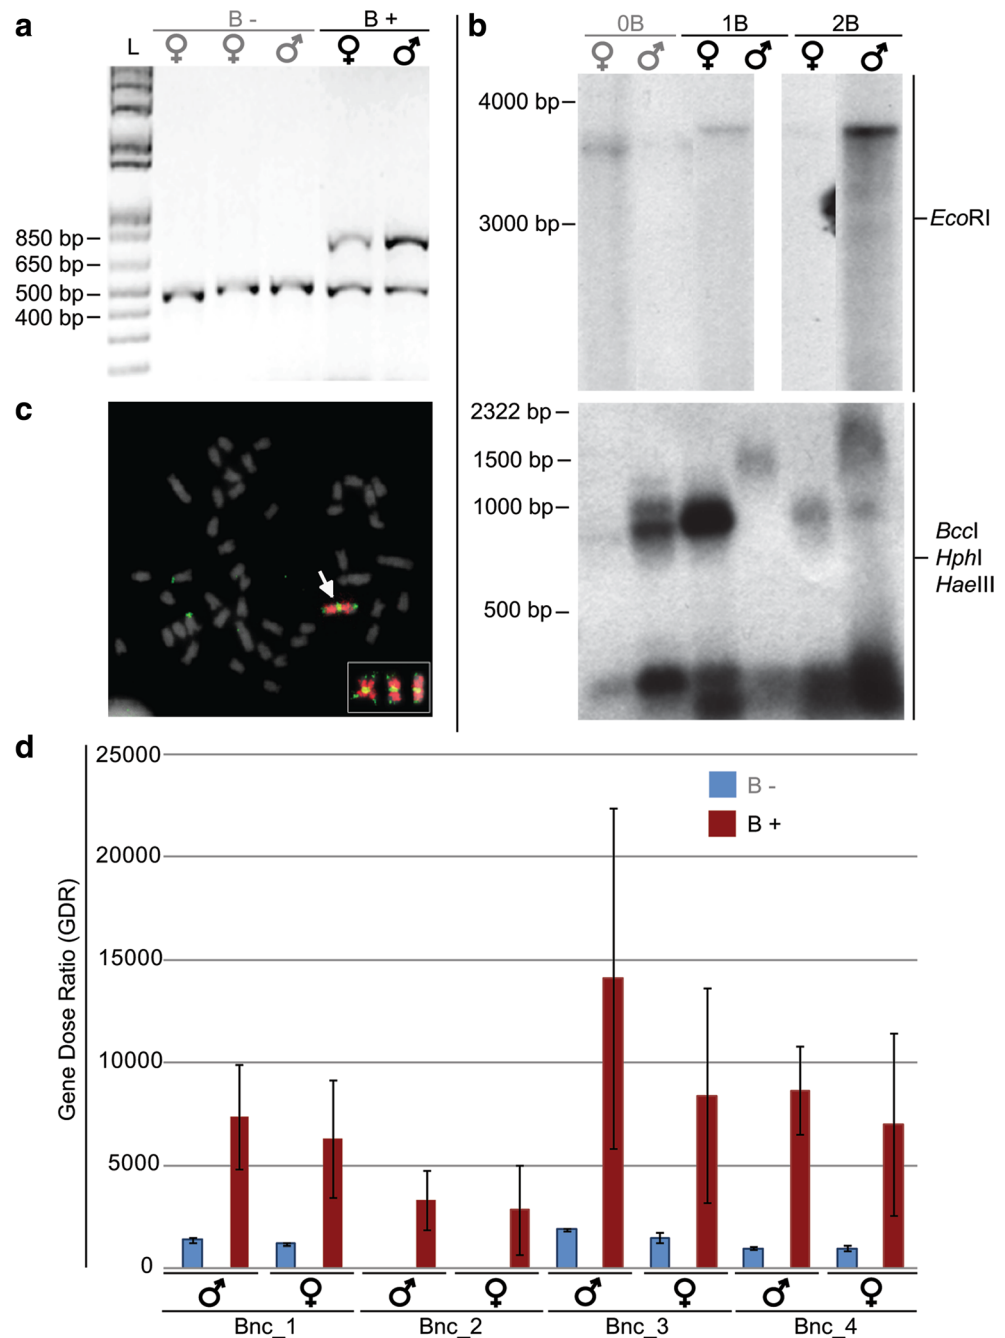 a
B -
B +
L
♀ ♀ ♂ ♀ ♂
850 bp
650 bp
500 bp
400 bp
b
0B 1B 2B
♀ ♂ ♀ ♂ ♀ ♂
4000 bp
3000 bp
EcoRI
2322 bp
1500 bp
1000 bp
500 bp
BccI
HphI
HaeIII
c
d
25000
20000
15000
10000
5000
0
Gene Dose Ratio (GDR)
B -
B +
♂ ♀ ♂ ♀ ♂ ♀ ♂ ♀
Bnc_1 Bnc_2 Bnc_3 Bnc_4